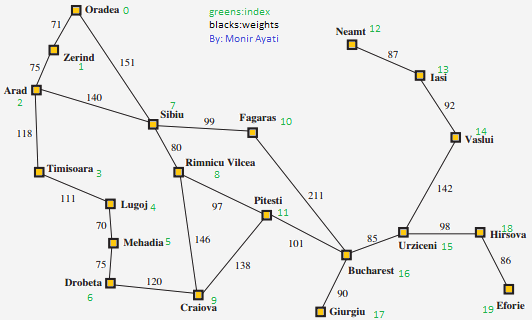 Oradea 0
greens:index
blacks:weights
By: Monir Ayati
71
Zerind
1
151
75
Arad
2
140
Neamt 12
87
13
Iasi
92
14
Vaslui
7
Sibiu
99
Fagaras
10
118
80
Timisoara 3
Rimnicu Vilcea
8
111
Lugoj 4
97
Pitesti
11
211
142
70
Mehadia 5
146
138
101
85
98
18
Hirsova
Urziceni 15
75
Bucharest 16
86
Drobeta
6
120
9
Craiova
90
Giurgiu 17
19 Eforie